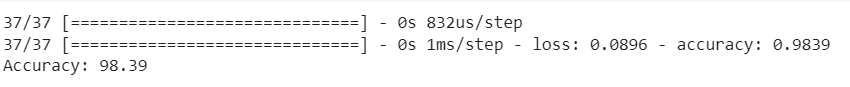 37/37 [==============================] - 0s 832us/step
37/37 [==============================] - 0s 1ms/step - loss: 0.0896 - accuracy: 0.9839
Accuracy: 98.39